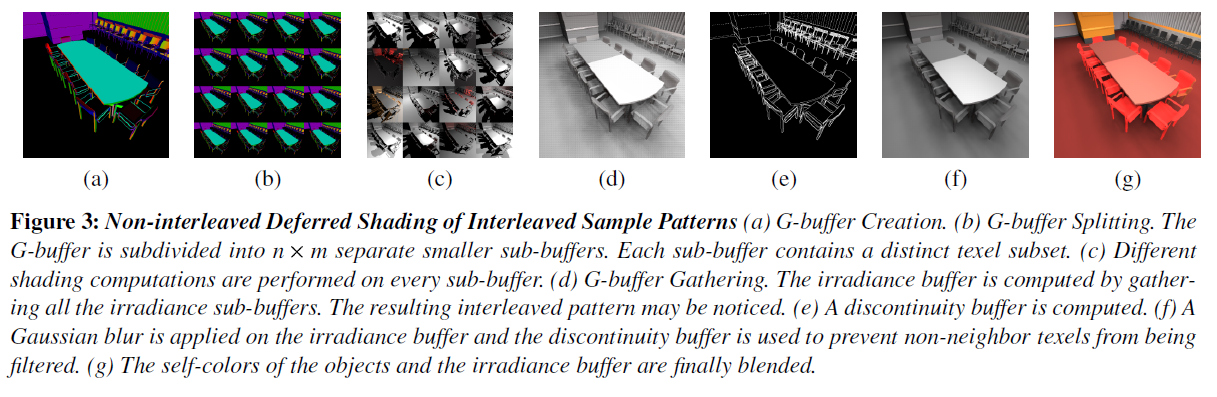 (a) (b) (c) (d) (e) (f) (g)
Figure 3: Non-interleaved Deferred Shading of Interleaved Sample Patterns (a) G-buffer Creation. (b) G-buffer Splitting. The
G-buffer is subdivided into n × m separate smaller sub-buffers. Each sub-buffer contains a distinct texel subset. (c) Different
shading computations are performed on every sub-buffer. (d) G-buffer Gathering. The irradiance buffer is computed by gather-
ing all the irradiance sub-buffers. The resulting interleaved pattern may be noticed. (e) A discontinuity buffer is computed. (f) A
Gaussian blur is applied on the irradiance buffer and the discontinuity buffer is used to prevent non-neighbor texels from being
filtered. (g) The self-colors of the objects and the irradiance buffer are finally blended.